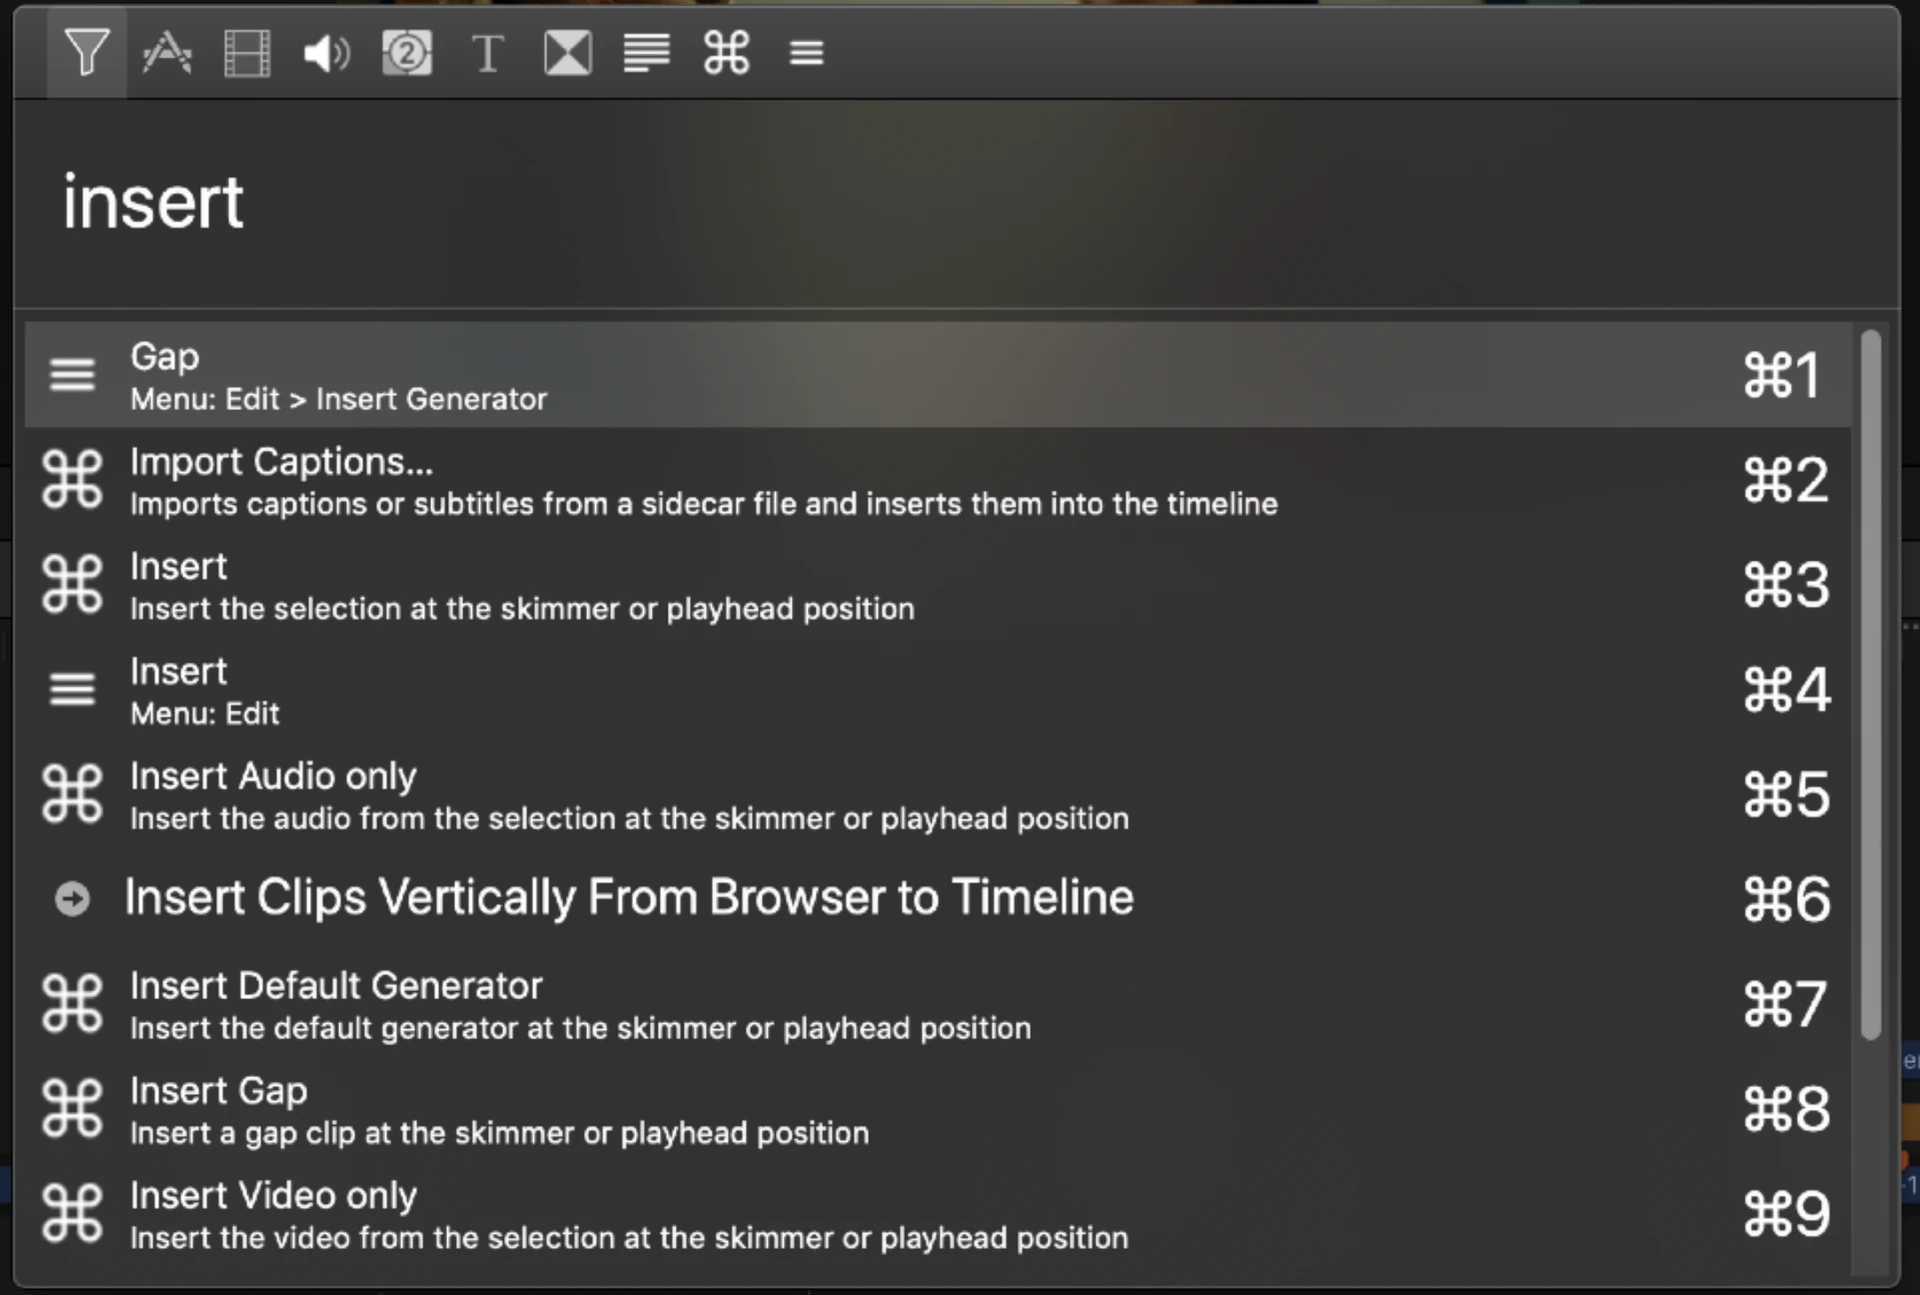 2 T ⌘
insert
Gap
Menu: Edit > Insert Generator
⌘1
⌘ Import Captions...
Imports captions or subtitles from a sidecar file and inserts them into the timeline
⌘2
⌘ Insert
Insert the selection at the skimmer or playhead position
⌘3
Insert
Menu: Edit
⌘4
⌘ Insert Audio only
Insert the audio from the selection at the skimmer or playhead position
⌘5
Insert Clips Vertically From Browser to Timeline
⌘6
⌘ Insert Default Generator
Insert the default generator at the skimmer or playhead position
⌘7
⌘ Insert Gap
Insert a gap clip at the skimmer or playhead position
⌘8
⌘ Insert Video only
Insert the video from the selection at the skimmer or playhead position
⌘9